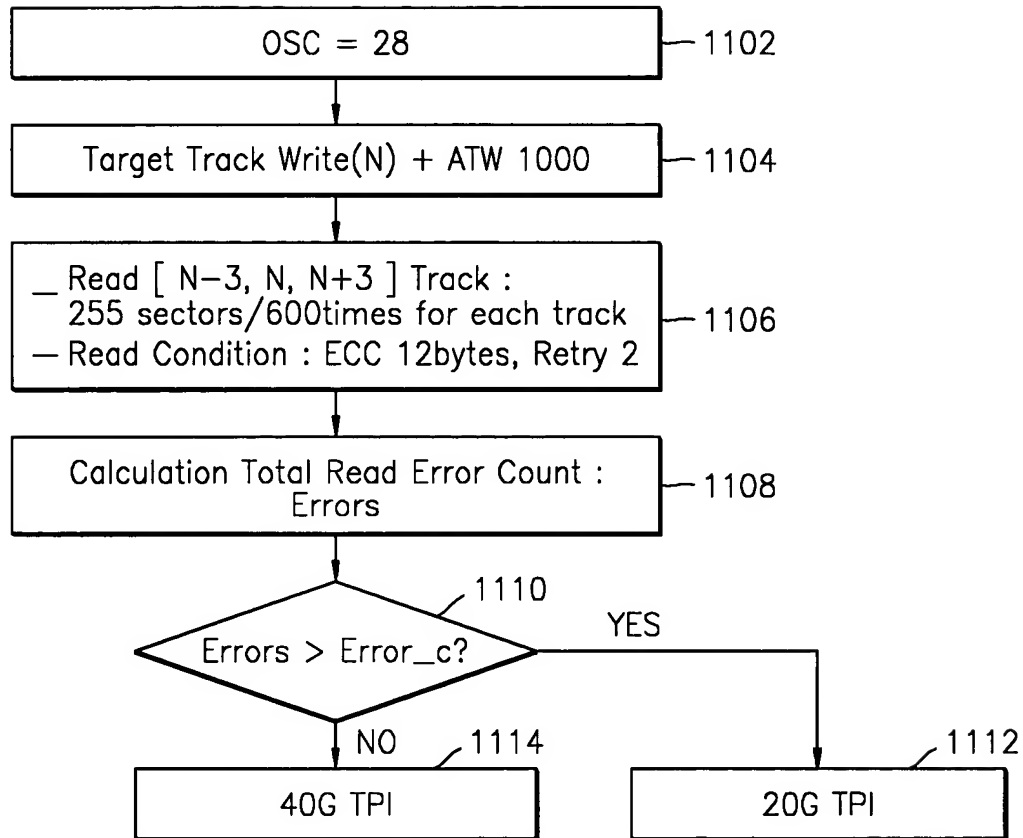 OSC = 28
1102
Target Track Write(N) + ATW 1000
1104
— Read [ N−3, N, N+3 ] Track :
255 sectors/600times for each track
— Read Condition : ECC 12bytes, Retry 2
1106
Calculation Total Read Error Count :
Errors
1108
1110
Errors > Error_c?
YES
NO
1114
1112
40G TPI
20G TPI